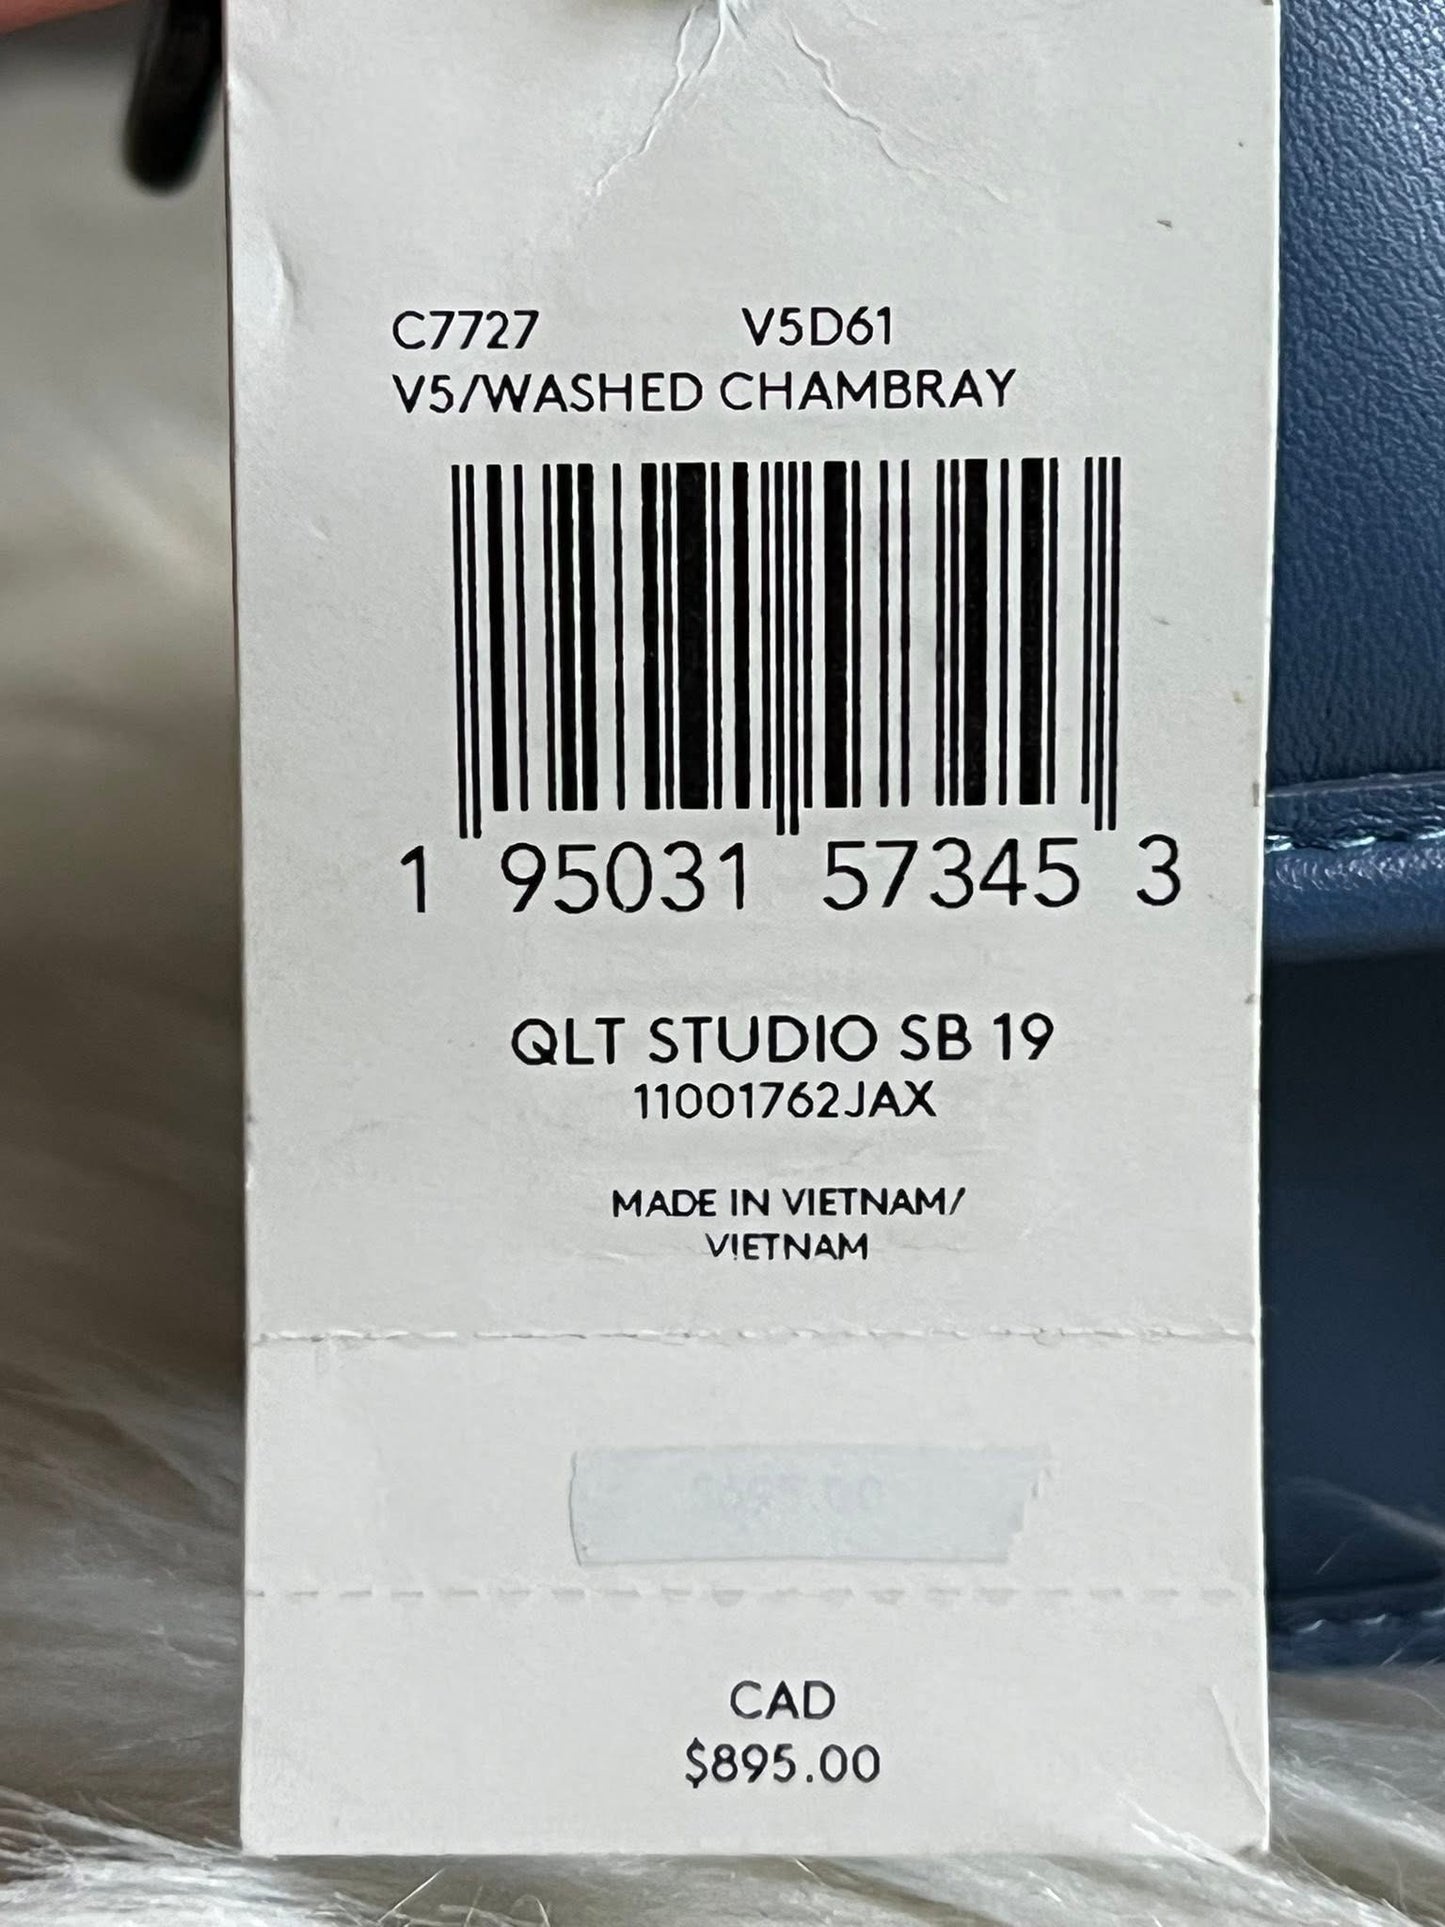 C7727 V5D61
V5/WASHED CHAMBRAY
1 95031 57345 3
QLT STUDIO SB 19
11001762JAX
MADE IN VIETNAM/
VIETNAM
CAD
$895.00